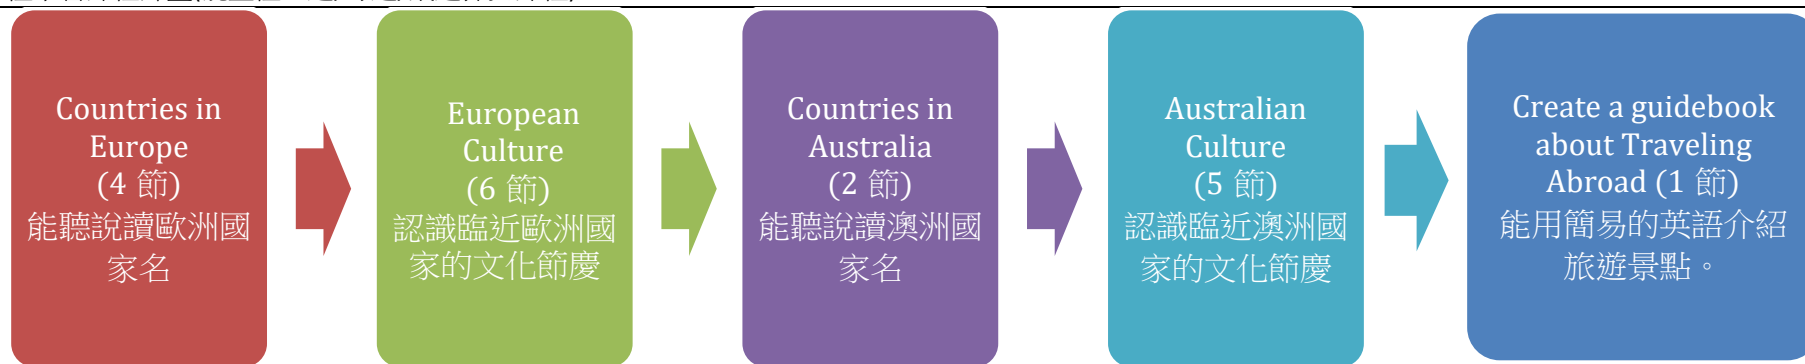 Countries in
Europe
(4 節)
能聽說讀歐洲國
家名
European
Culture
(6 節)
認識臨近歐洲國
家的文化節慶
Countries in
Australia
(2 節)
能聽說讀澳洲國
家名
Australian
Culture
(5 節)
認識臨近澳洲國
家的文化節慶
Create a guidebook
about Traveling
Abroad (1 節)
能用簡易的英語介紹
旅遊景點。